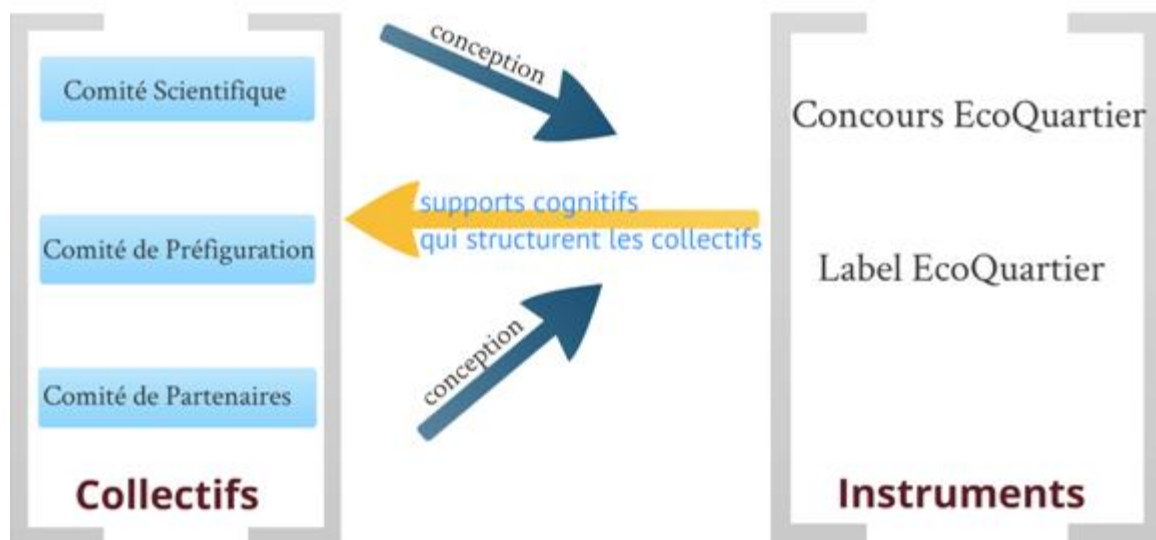 Comité Scientifique
Comité de Préfiguration
Comité de Partenaires
Collectifs
conception
supports cognitifs
qui structurent les collectifs
conception
Concours EcoQuartier
Label EcoQuartier
Instruments